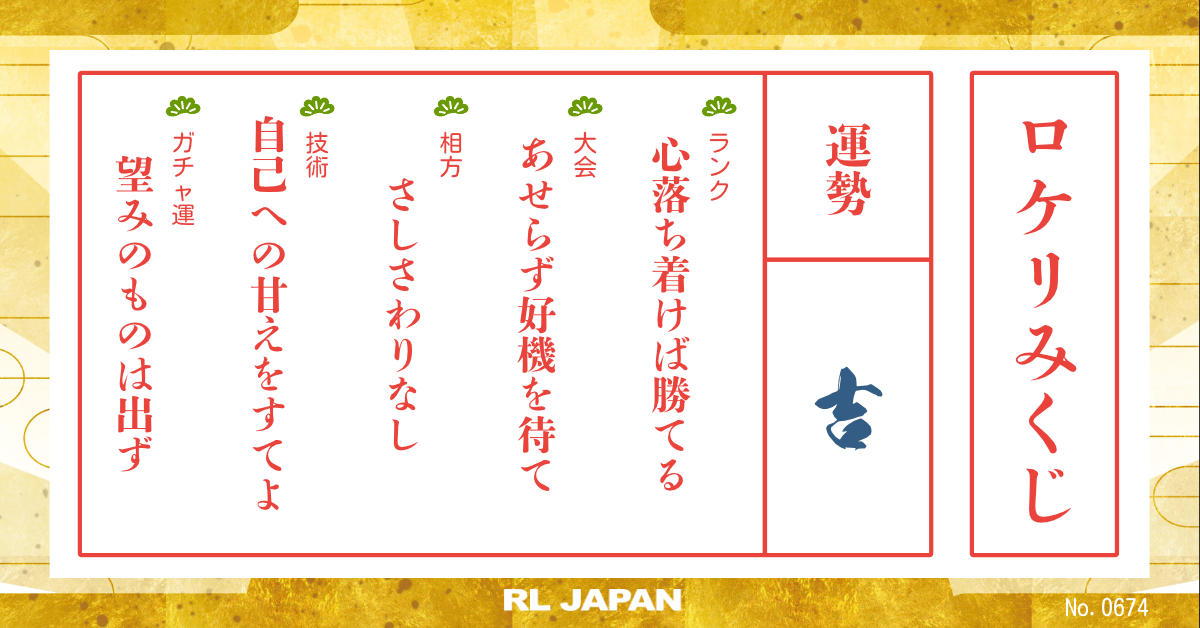 ロケリみくじ
運勢
吉
ランク
心落ち着けば勝てる
大会
あせらず好機を待て
相方
さしさわりなし
技術
自己への甘えをすてよ
ガチャ運
望みのものは出ず
RL JAPAN
No. 0674